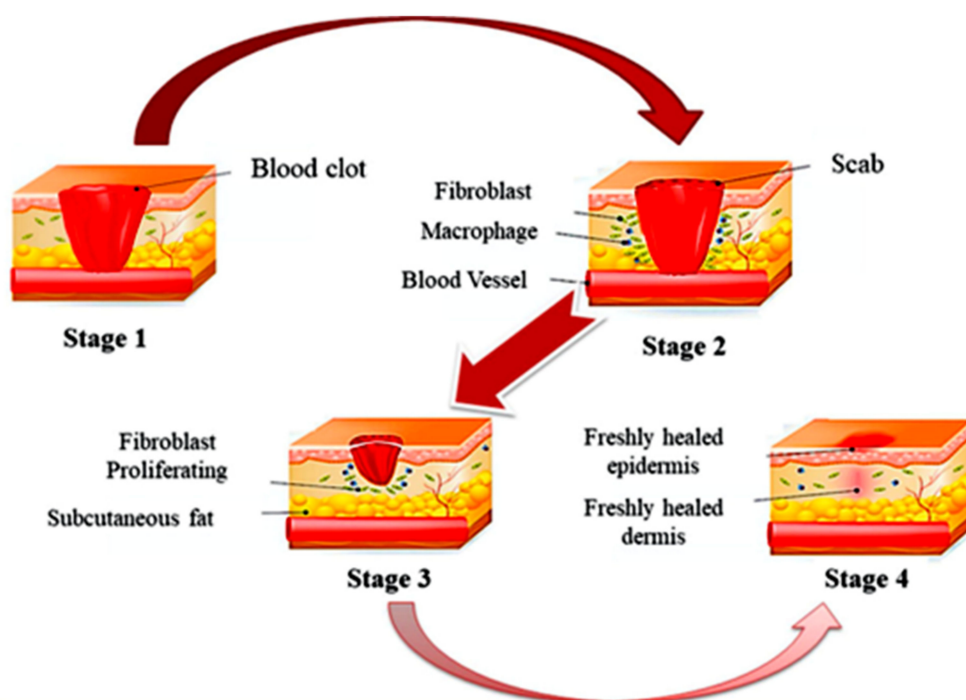 Blood clot
Stage 1
Scab
Fibroblast
Macrophage
Blood Vessel
Stage 2
Fibroblast
Proliferating
Subcutaneous fat
Stage 3
Freshly healed
epidermis
Freshly healed
dermis
Stage 4